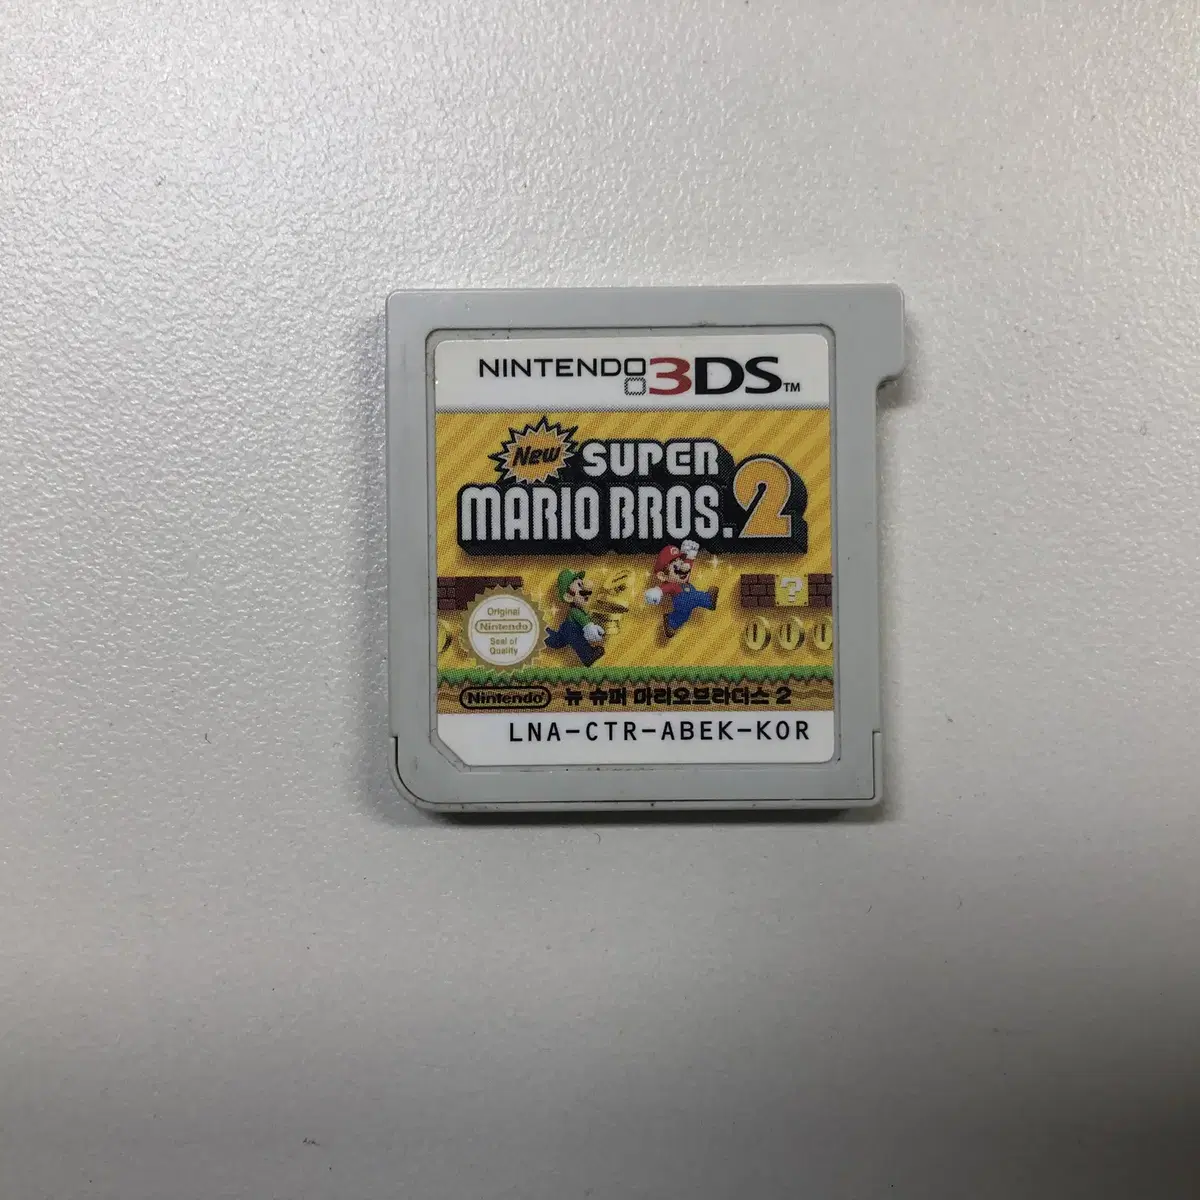 NINTENDO 3DS™
New SUPER
MARIO BROS. 2
?
Original
Nintendo
Seal of
Quality
Nintendo 뉴 슈퍼 마리오브라더스 2
LNA-CTR-ABEK-KOR